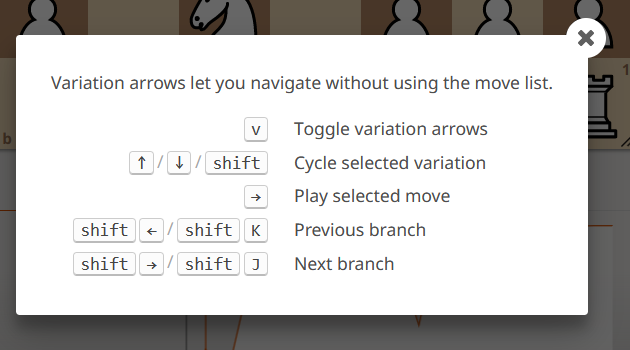 Variation arrows let you navigate without using the move list.
v Toggle variation arrows
↑ / ↓ / shift Cycle selected variation
→ Play selected move
shift ← / shift K Previous branch
shift → / shift J Next branch
b
1